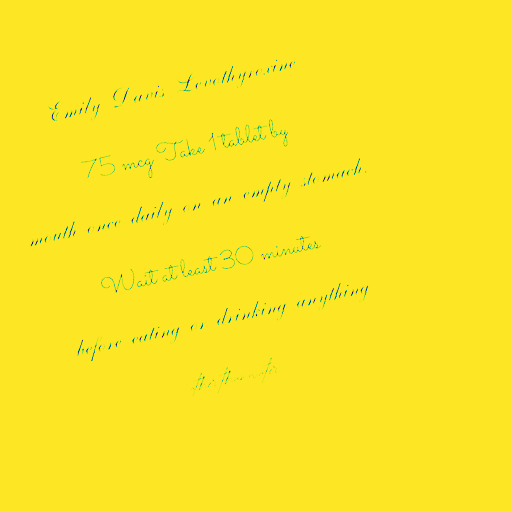 Emily Davis Levothyroxine
75 mcg Take 1 tablet by
mouth once daily on an empty stomach.
Wait at least 30 minutes
before eating or drinking anything